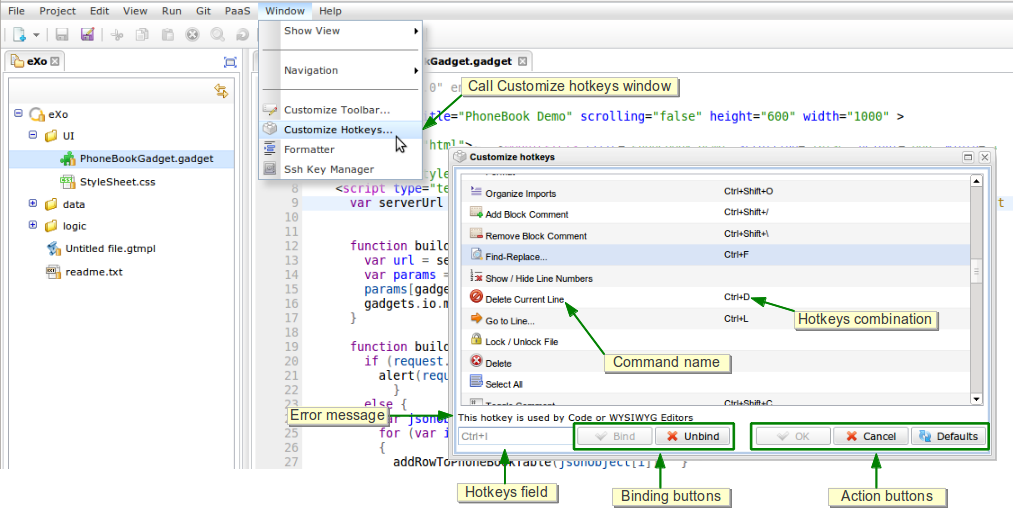 File Project Edit View Run Git PaaS Window Help
eXo
kGadget.gadget
Show View
Navigation
Customize Toolbar...
Customize Hotkeys...
Formatter
Ssh Key Manager
Call Customize hotkeys window
eXo
UI
PhoneBookGadget.gadget
StyleSheet.css
data
logic
Untitled file.gtmpl
readme.txt
.0" en
tle="PhoneBook Demo" scrolling="false" height="600" width="1000" >
html">
8 <script type="te
9 var serverUrl
10
11
12 function build
13 var url = se
14 var params =
15 params[gadge
16 gadgets.io.m
17 }
18
19 function build
20 if (request.
21 alert(requ
22 }
23 else {
var jsonOb
25 for (var i
26 {
27 addRowToPhoneBookTable(jsonObject[i] }
Customize hotkeys
Organize Imports Ctrl+Shift+O
Add Block Comment Ctrl+Shift+/
Remove Block Comment Ctrl+Shift+\
Find-Replace... Ctrl+F
Show / Hide Line Numbers
Delete Current Line Ctrl+D
Go to Line... Ctrl+L
Lock / Unlock File
Delete
Select All
Toggle Comment Ctrl+Shift+C
This hotkey is used by Code or WYSIWYG Editors
Ctrl+I Bind Unbind OK Cancel Defaults
Hotkeys combination
Command name
Error message
Hotkeys field
Binding buttons
Action buttons